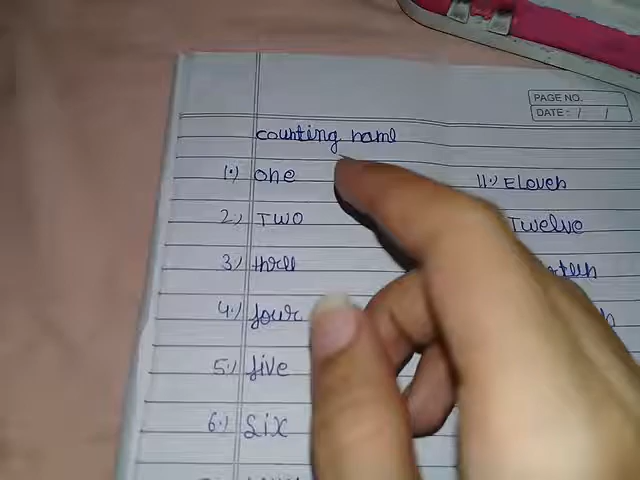 PAGE NO.
DATE: / /
counting name
1.) one
2.) Two
3.) three
4.) four
5.) five
6.) Six
11.) Eleven
Twelve